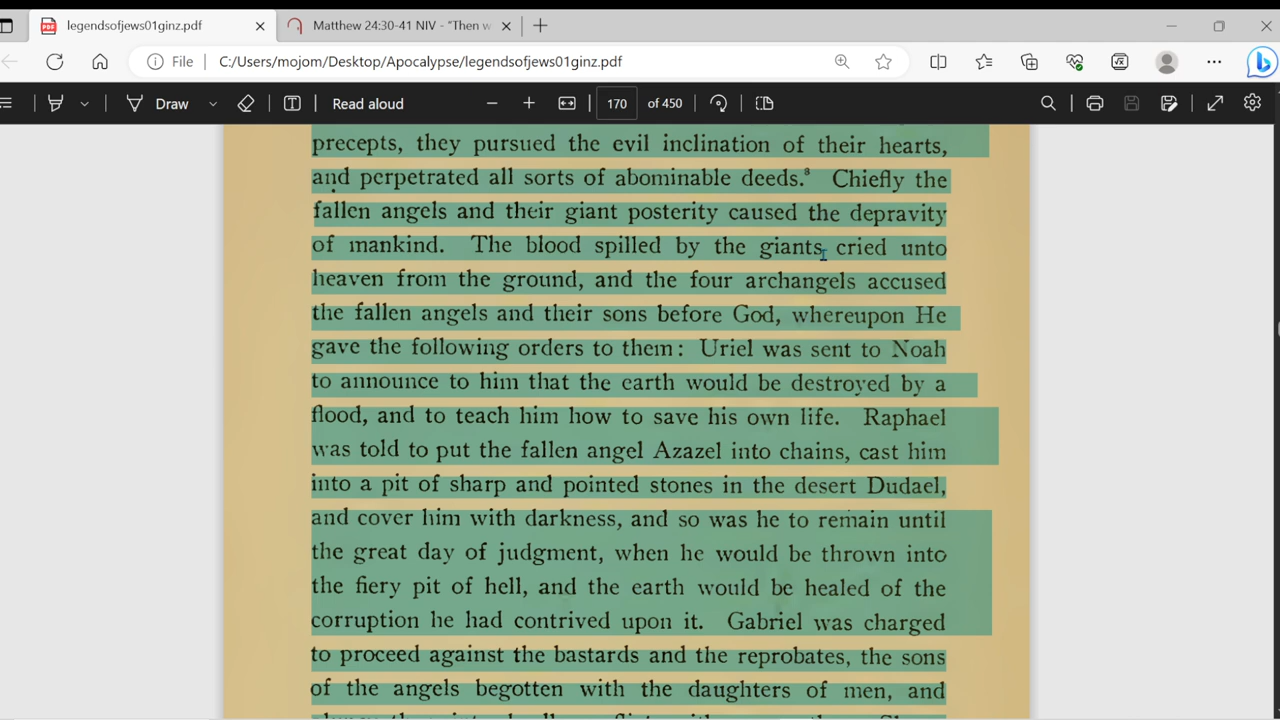 legendsofjews01ginz.pdf
Matthew 24:30-41 NIV - "Then w
File
C:/Users/mojom/Desktop/Apocalypse/legendsofjews01ginz.pdf
Draw
Read aloud
170 of 450
precepts, they pursued the evil inclination of their hearts,
and perpetrated all sorts of abominable deeds.⁸ Chiefly the
fallen angels and their giant posterity caused the depravity
of mankind. The blood spilled by the giants cried unto
heaven from the ground, and the four archangels accused
the fallen angels and their sons before God, whereupon He
gave the following orders to them: Uriel was sent to Noah
to announce to him that the earth would be destroyed by a
flood, and to teach him how to save his own life. Raphael
was told to put the fallen angel Azazel into chains, cast him
into a pit of sharp and pointed stones in the desert Dudael,
and cover him with darkness, and so was he to remain until
the great day of judgment, when he would be thrown into
the fiery pit of hell, and the earth would be healed of the
corruption he had contrived upon it. Gabriel was charged
to proceed against the bastards and the reprobates, the sons
of the angels begotten with the daughters of men, and